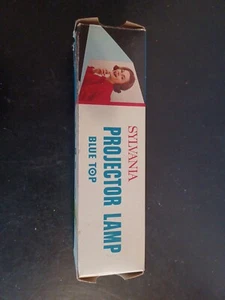 SYLVANIA
PROJECTOR LAMP
BLUE TOP